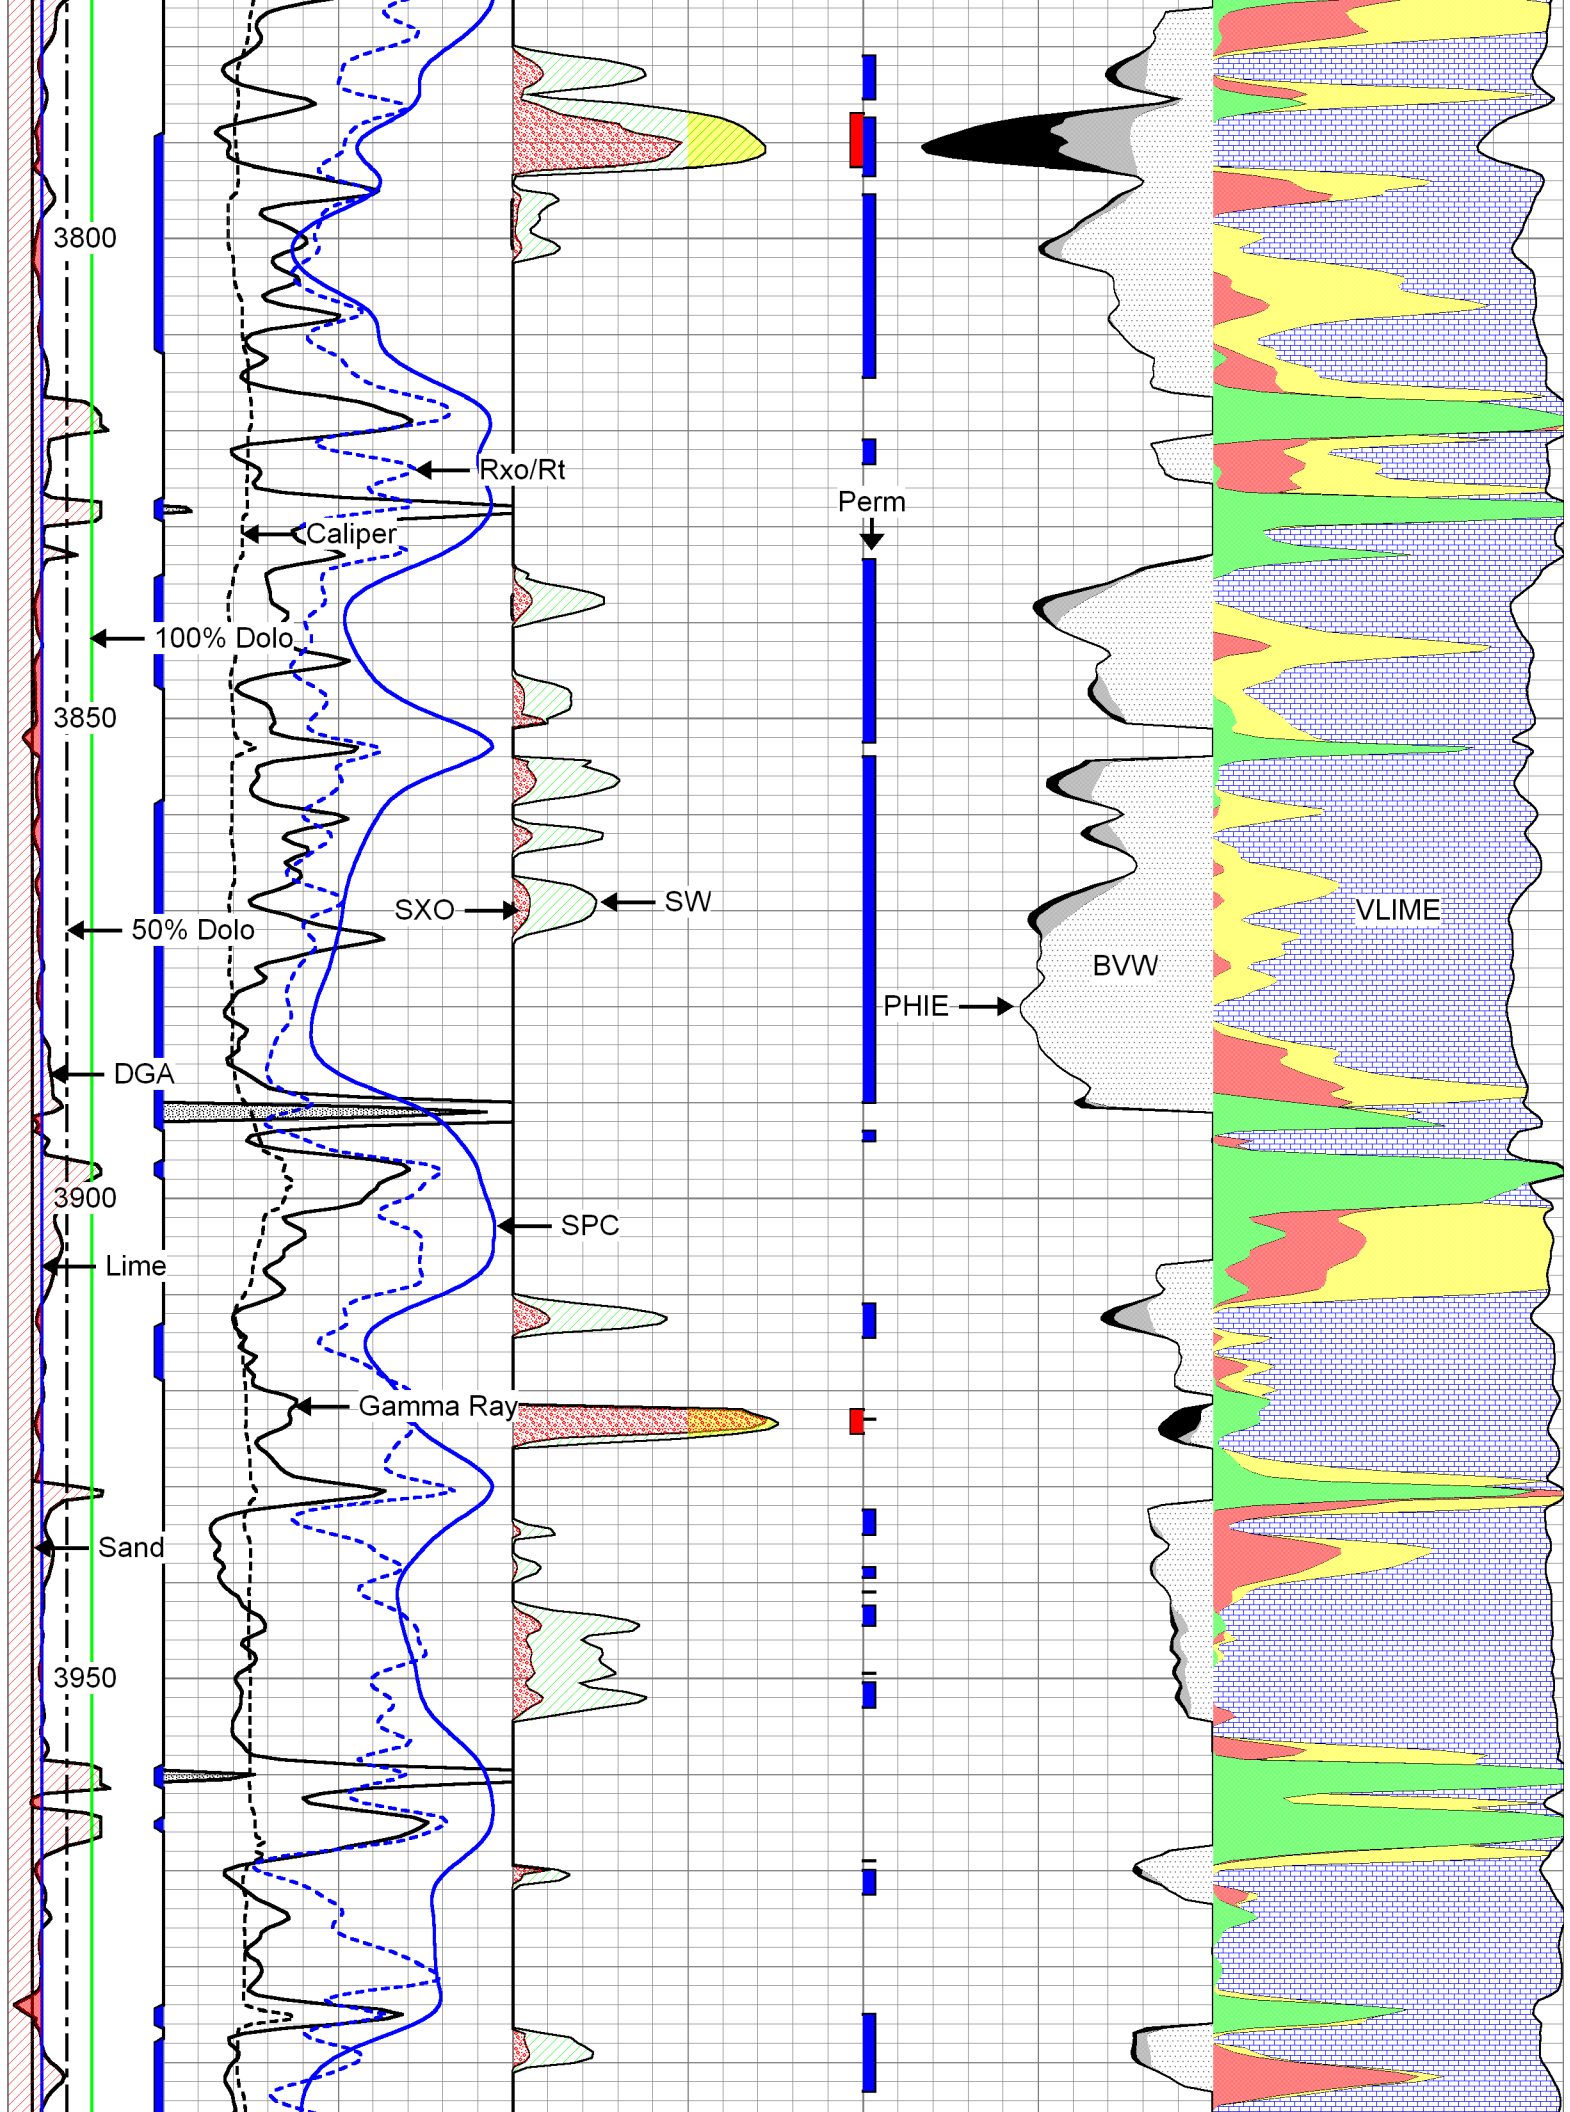 3800
Rxo/Rt
Perm
Caliper
100% Dolo
3850
SXO
SW
VLIME
50% Dolo
BVW
PHIE
DGA
3900
SPC
Lime
Gamma Ray
Sand
3950